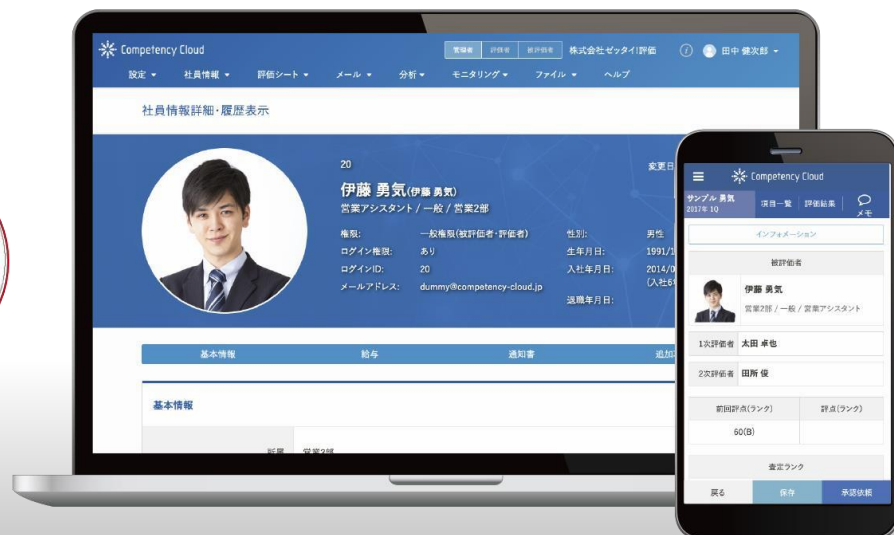 Competency Cloud
管理者 評価者 被評価者 株式会社ゼッタイ!評価 i 田中 健次郎
設定 社員情報 評価シート メール 分析 モニタリング ファイル ヘルプ
社員情報詳細・履歴表示
20
変更日
伊藤 勇気(伊藤 勇気)
営業アシスタント / 一般 / 営業2部
権限: 一般権限(被評価者・評価者) 性別: 男性
ログイン権限: あり 生年月日: 1991/1
ログインID: 20 入社年月日: 2014/0
メールアドレス: dummy@competency-cloud.jp
退職年月日:
基本情報 給与 通知書
基本情報
Competency Cloud
サンプル 勇気
2017年 1Q
項目一覧 評価結果 メモ
インフォメーション
被評価者
伊藤 勇気
営業2部 / 一般 / 営業アシスタント
1次評価者 太田 卓也
2次評価者 田所 俊
前回評点(ランク) 評点(ランク)
60(B)
査定ランク
戻る 保存 承認依頼